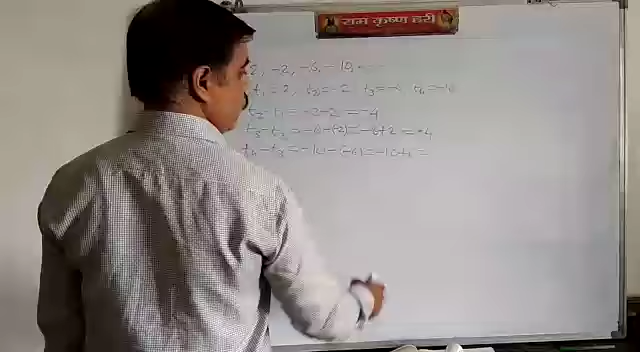 राम कृष्ण हरी
2, -2, -6, -10, ......
t₁ = 2, t₂ = -2 t₃ = -6 t₄ = -10
t₂-t₁ = -2-2 = -4
t₃-t₂ = -6-(-2) = -6+2 = -4
t₄-t₃ = -10-(-6) = -10+6 =